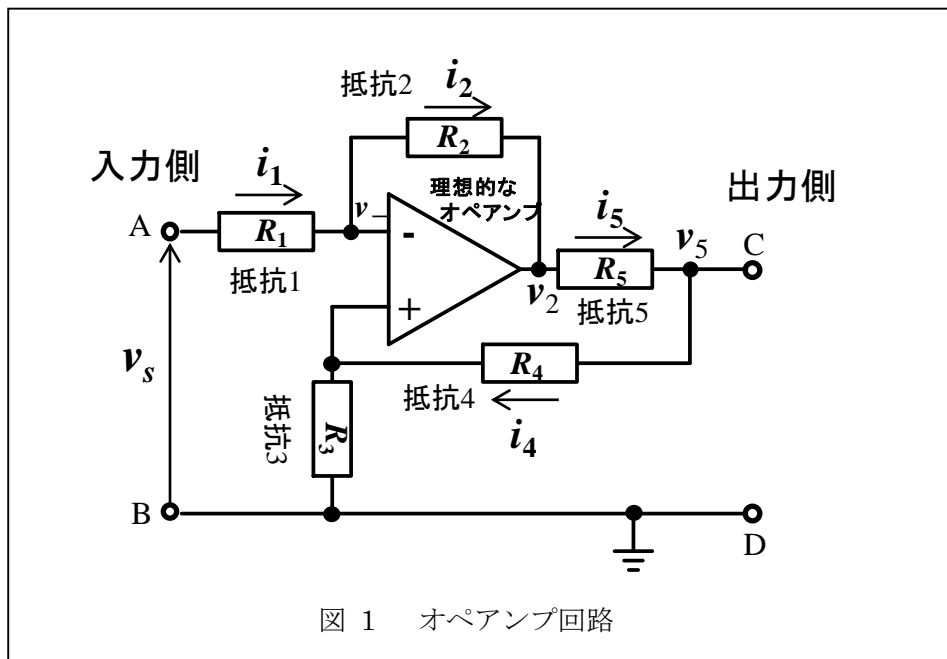 抵抗2
i2
R2
入力側
i1
理想的な
オペアンプ
出力側
A
R1
v−
-
i5
v5
C
抵抗1
R5
v2
抵抗5
+
vs
R4
抵抗4
i4
抵抗3
R3
B
D
図 1 オペアンプ回路